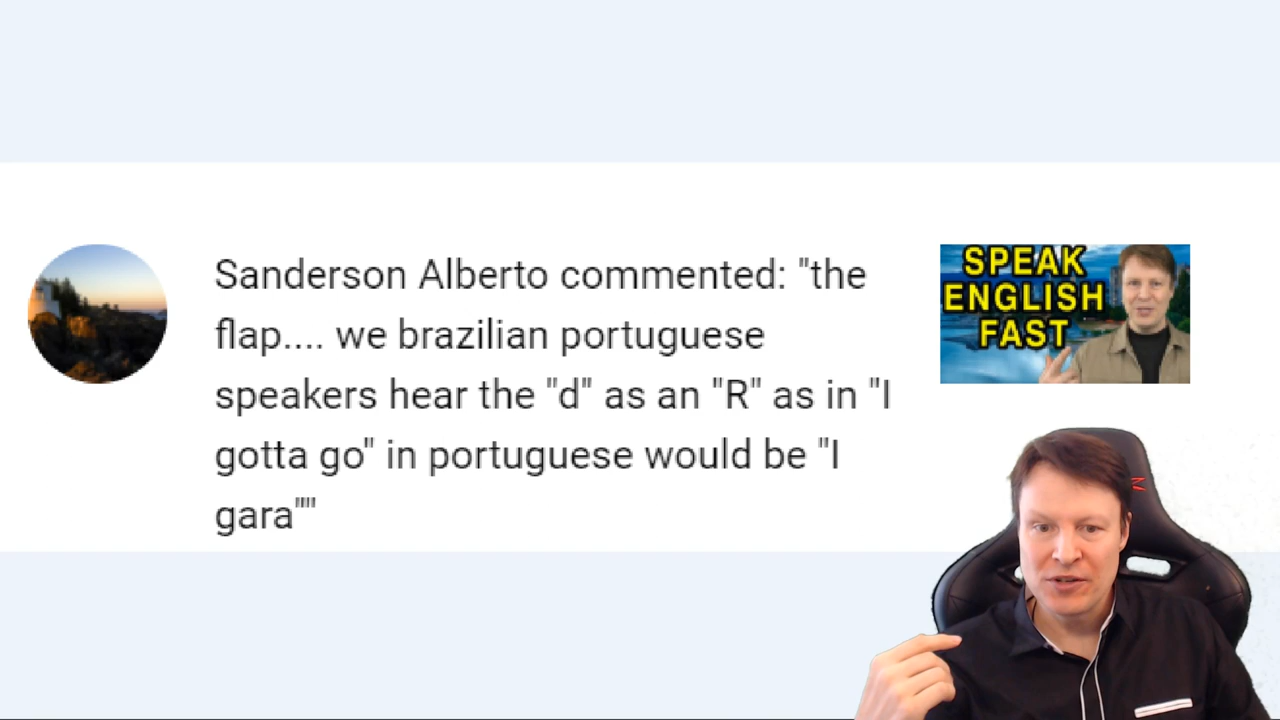 Sanderson Alberto commented: "the
flap.... we brazilian portuguese
speakers hear the "d" as an "R" as in "I
gotta go" in portuguese would be "I
gara""
SPEAK
ENGLISH
FAST